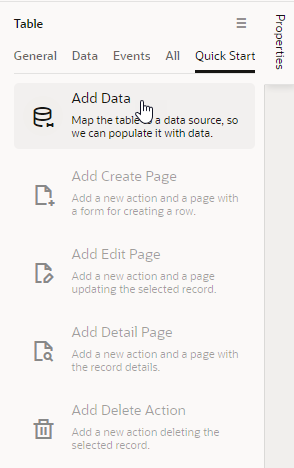 Table
Properties
General Data Events All Quick Start
Add Data
Map the table to a data source, so
we can populate it with data.
Add Create Page
Add a new action and a page with
a form for creating a row.
Add Edit Page
Add a new action and a page
updating the selected record.
Add Detail Page
Add a new action and a page with
the record details.
Add Delete Action
Add a new action deleting the
selected record.